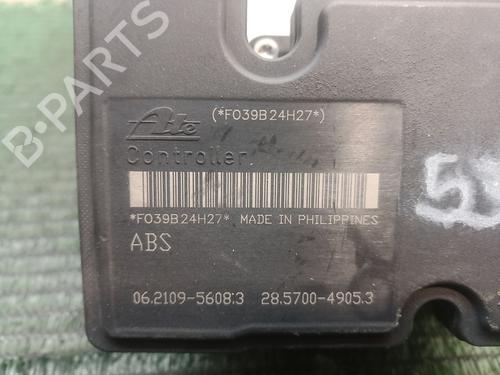 (*F039B24H27*)
Ate
Controller.
*F039B24H27* MADE IN PHILIPPINES
ABS
06.2109-5608.3 28.5700-4905.3
B-PARTS